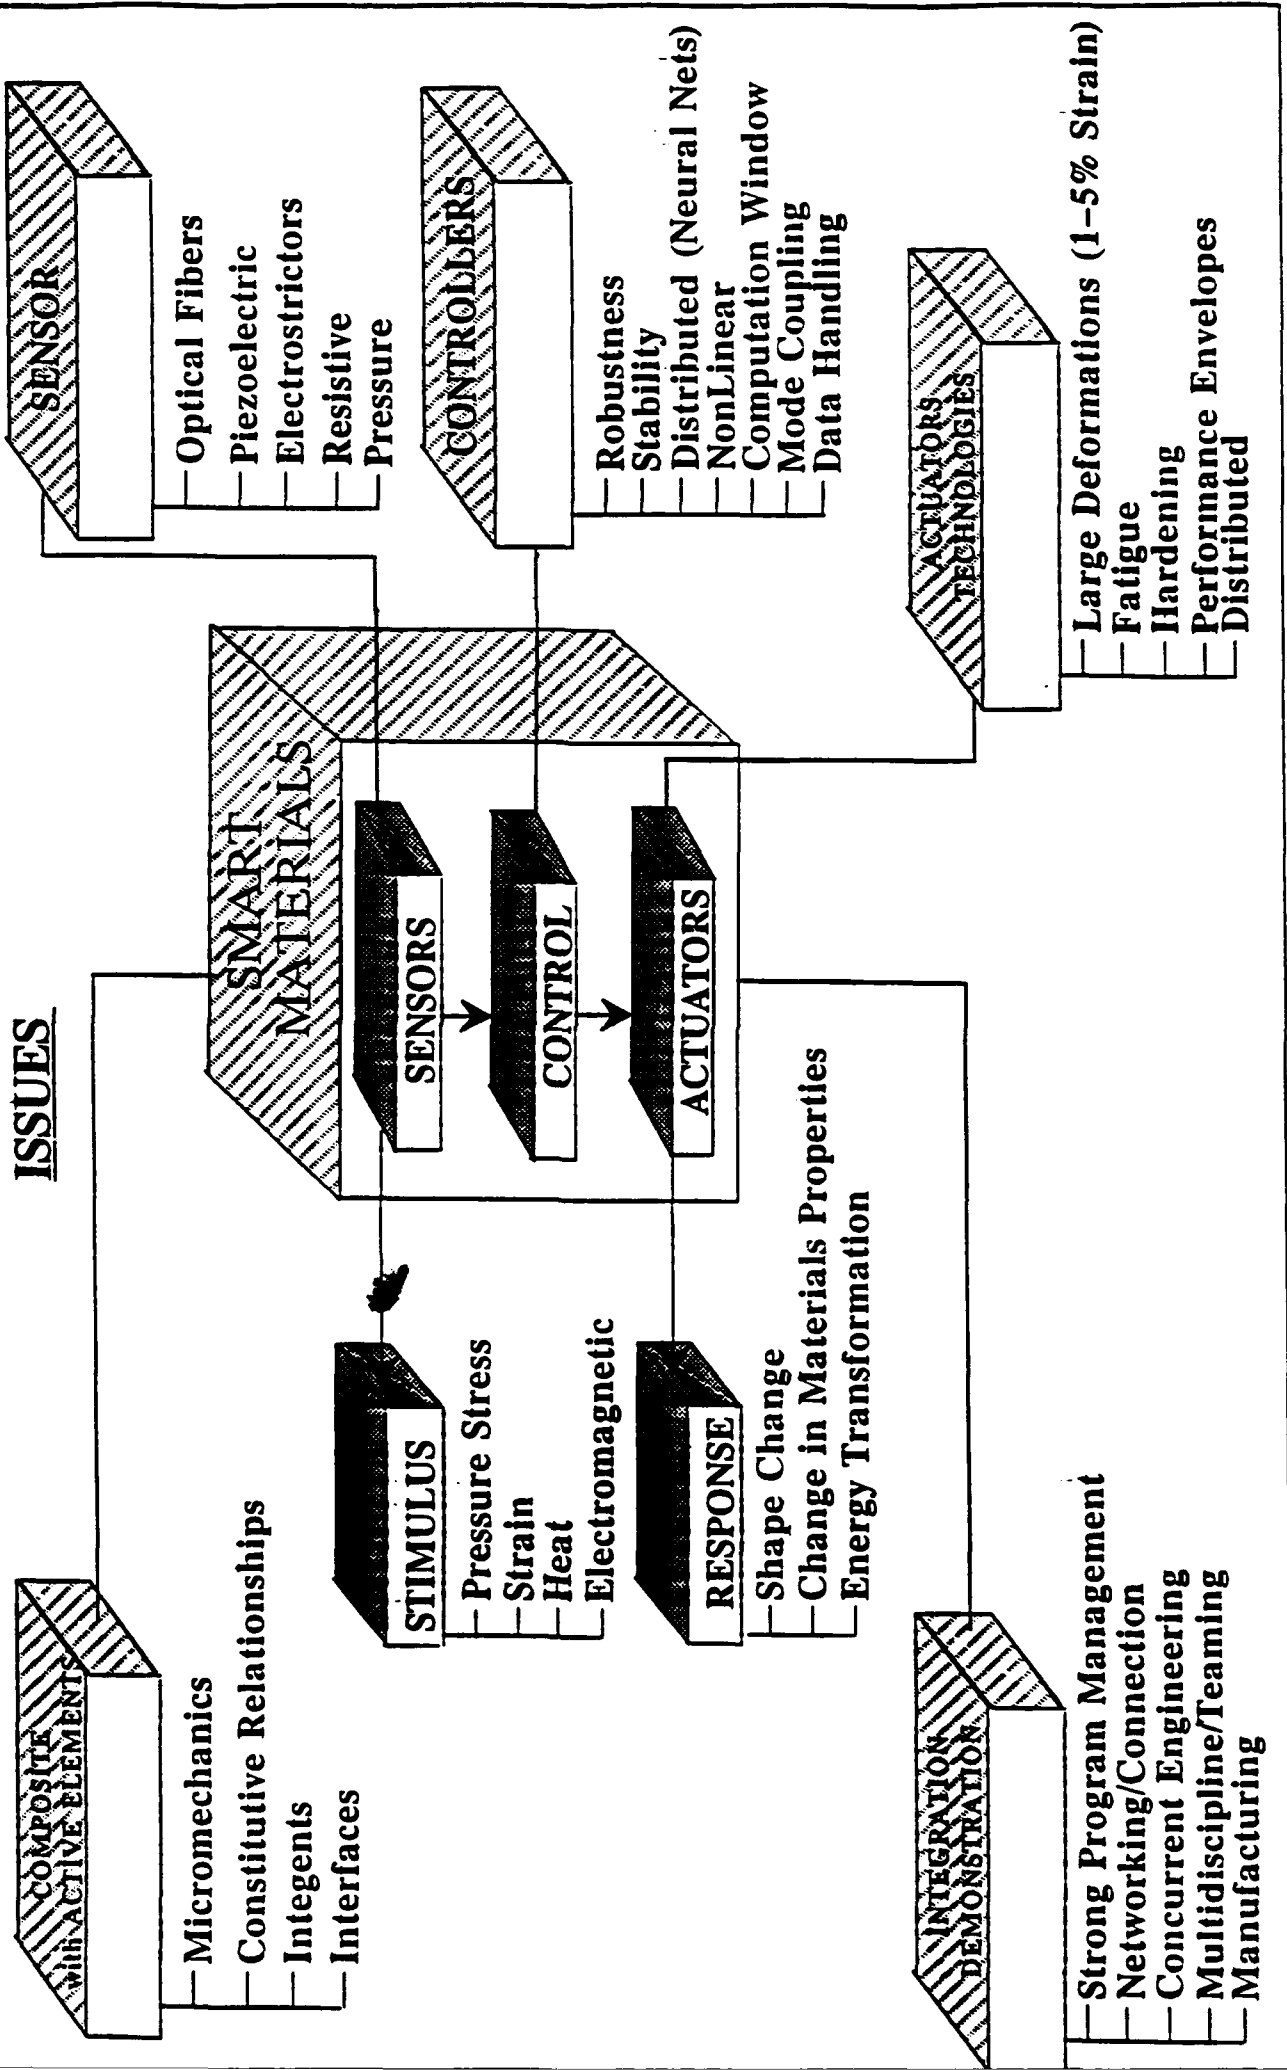 ISSUES
COMPOSITE
with ACTIVE ELEMENTS
Micromechanics
Constitutive Relationships
Integents
Interfaces
SMART
MATERIALS
SENSORS
CONTROL
ACTUATORS
STIMULUS
Pressure Stress
Strain
Heat
Electromagnetic
RESPONSE
Shape Change
Change in Materials Properties
Energy Transformation
SENSOR
Optical Fibers
Piezoelectric
Electrostrictors
Resistive
Pressure
CONTROLLERS
Robustness
Stability
Distributed (Neural Nets)
NonLinear
Computation Window
Mode Coupling
Data Handling
INTEGRATION
DEMONSTRATION
Strong Program Management
Networking/Connection
Concurrent Engineering
Multidiscipline/Teaming
Manufacturing
ACTUATORS
TECHNOLOGIES
Large Deformations (1-5% Strain)
Fatigue
Hardening
Performance Envelopes
Distributed